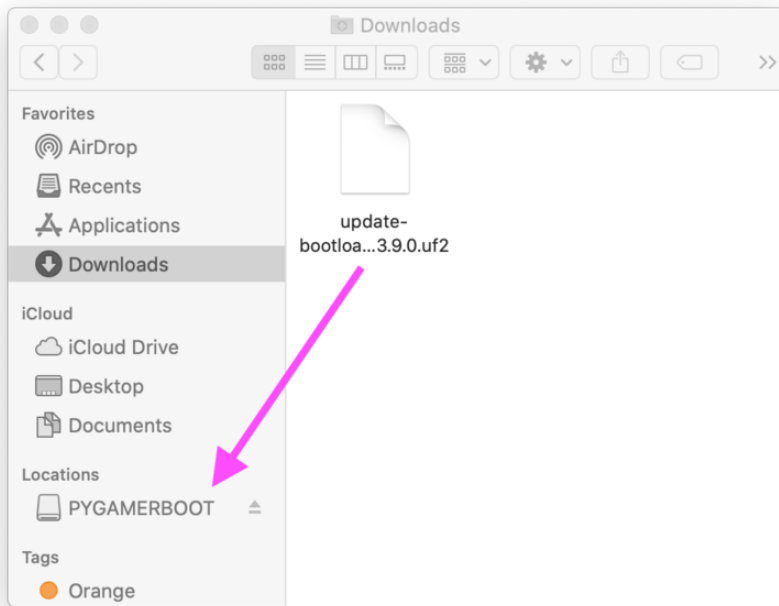 Downloads
Favorites
AirDrop
Recents
Applications
Downloads
iCloud
iCloud Drive
Desktop
Documents
Locations
PYGAMERBOOT
Tags
Orange
update-
bootloa...3.9.0.uf2